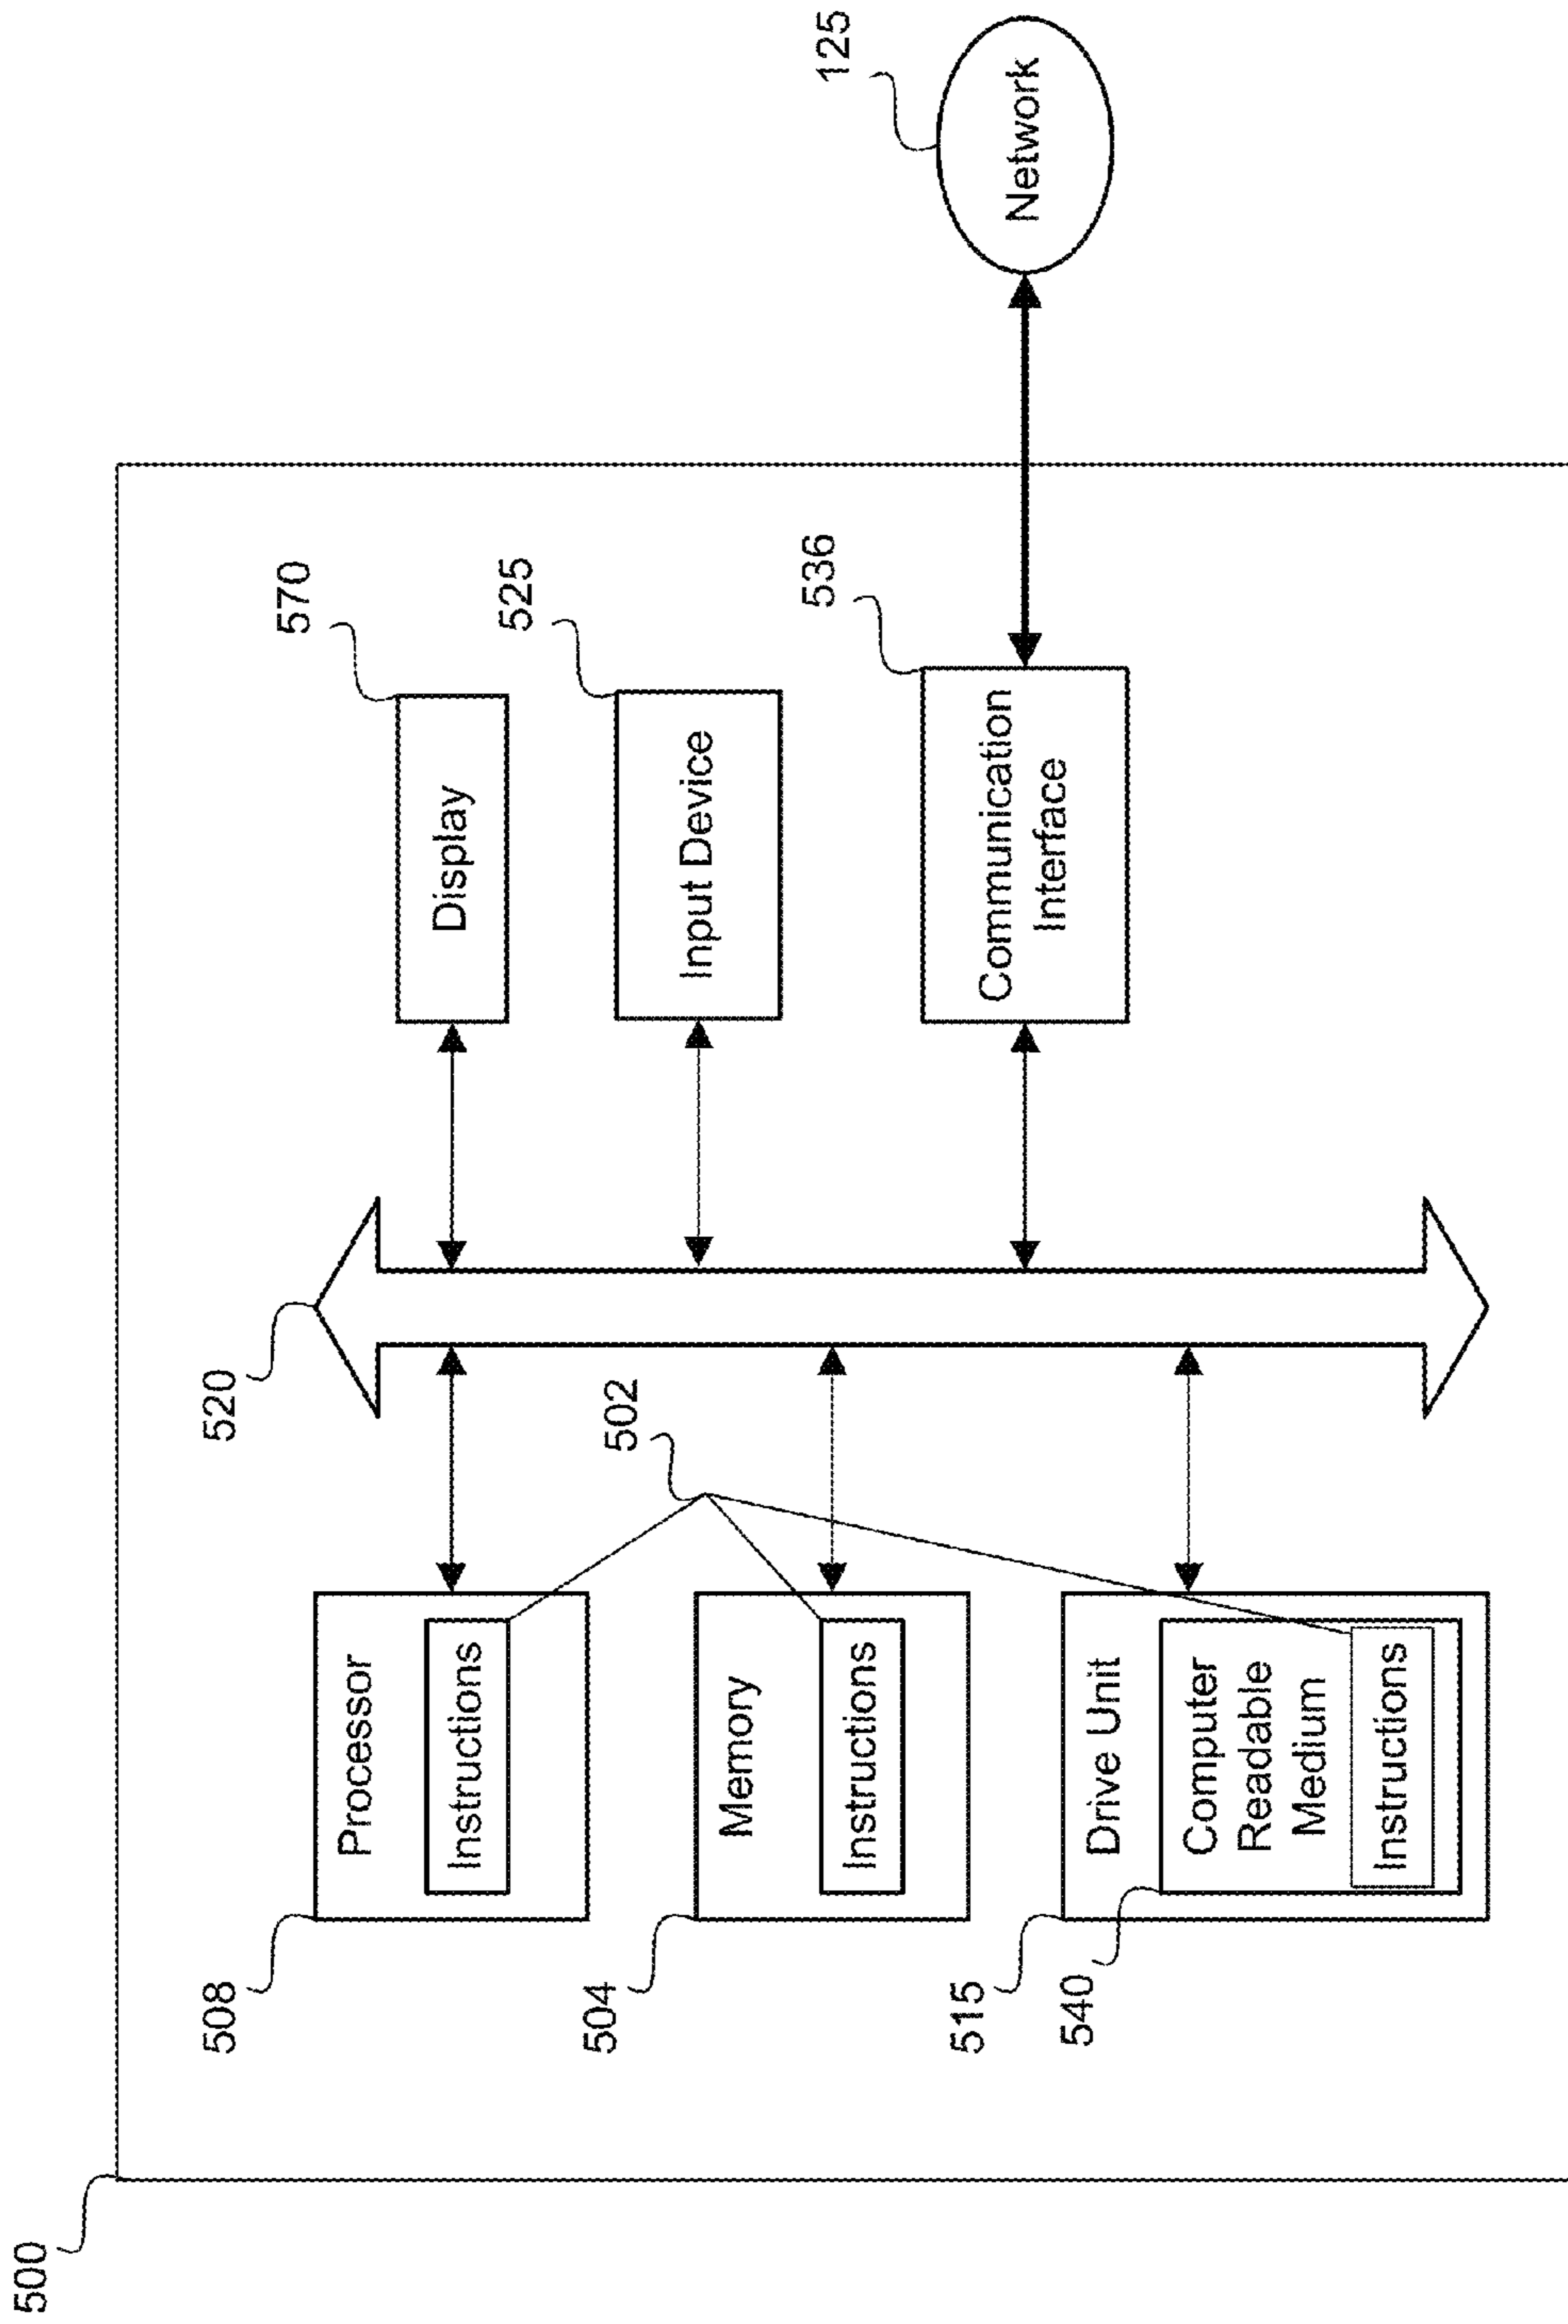 500
520
570
508
Processor
Instructions
Display
502
525
504
Memory
Instructions
Input Device
536
125
515
Drive Unit
540
Computer
Readable
Medium
Instructions
Communication
Interface
Network